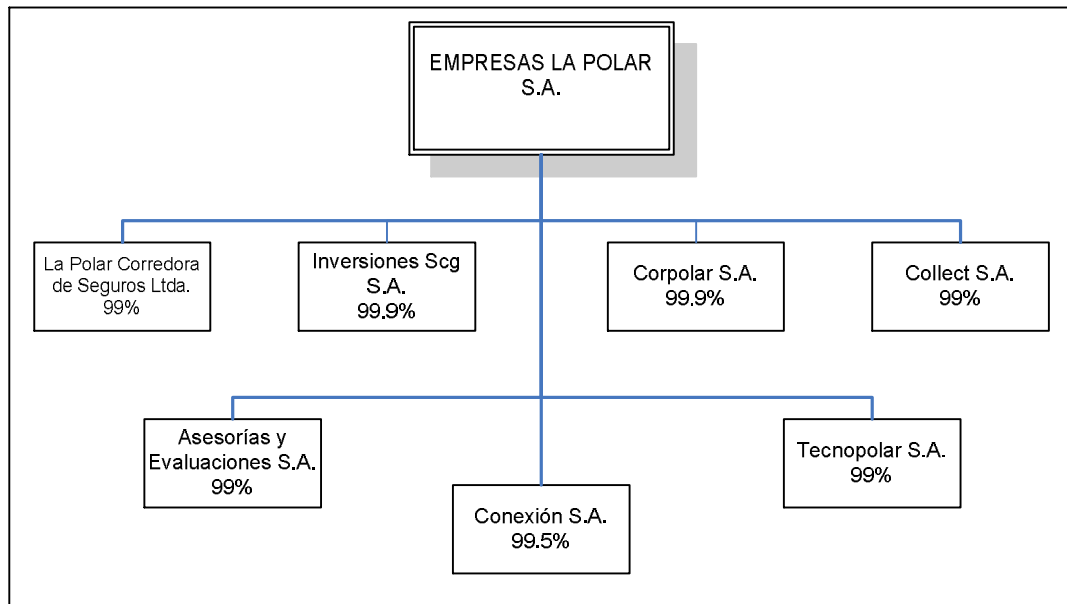 EMPRESAS LA POLAR
S.A.
La Polar Corredora
de Seguros Ltda.
99%
Inversiones Scg
S.A.
99.9%
Corpolar S.A.
99.9%
Collect S.A.
99%
Asesorías y
Evaluaciones S.A.
99%
Conexión S.A.
99.5%
Tecnopolar S.A.
99%